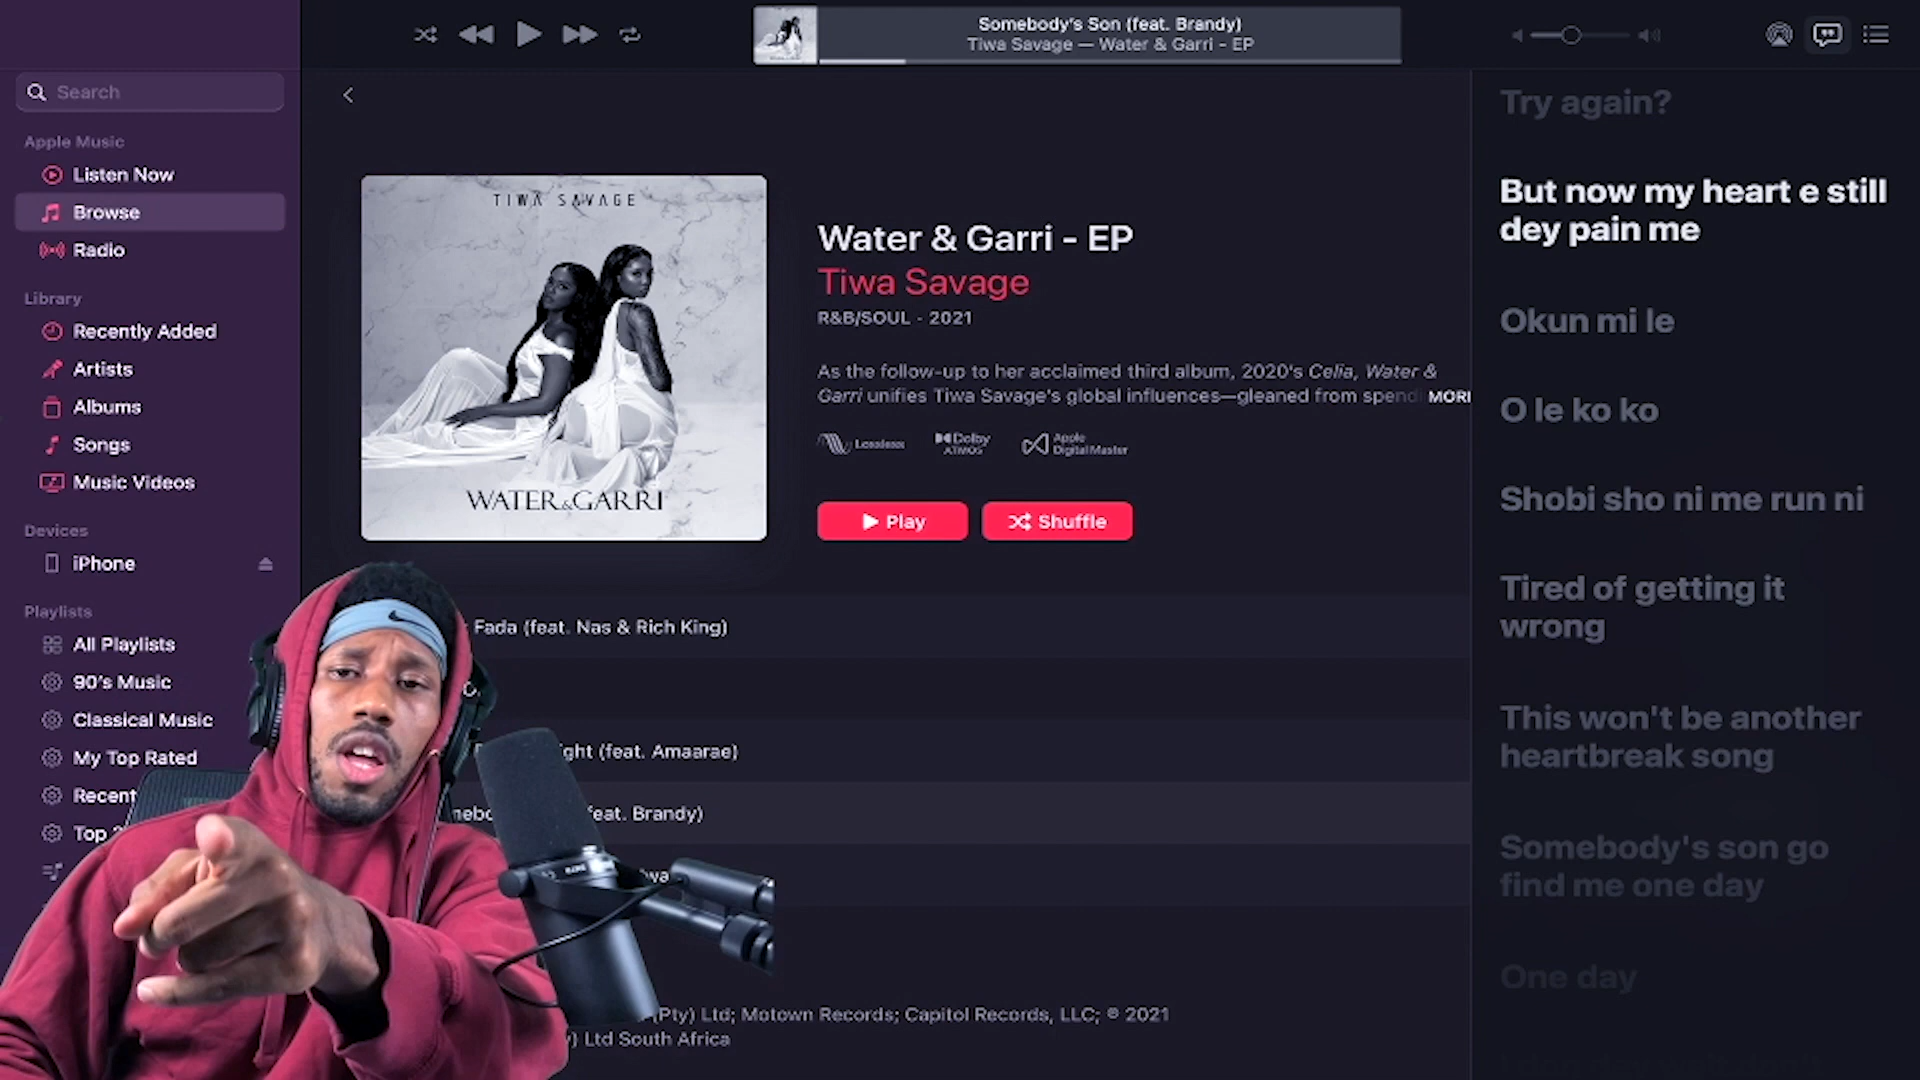 Somebody's Son (feat. Brandy)
Tiwa Savage — Water & Garri - EP
Search
Apple Music
Listen Now
Browse
Radio
Library
Recently Added
Artists
Albums
Songs
Music Videos
Devices
iPhone
Playlists
All Playlists
90's Music
Classical Music
My Top Rated
Recent
Top
TIWA SAVAGE
WATER&GARRI
Water & Garri - EP
Tiwa Savage
R&B/SOUL · 2021
As the follow-up to her acclaimed third album, 2020's Celia, Water &
Garri unifies Tiwa Savage's global influences—gleaned from spend
Lossless
Dolby
ATMOS
Apple
Digital Master
Play
Shuffle
Fada (feat. Nas & Rich King)
(feat. Amaarae)
feat. Brandy)
(Pty) Ltd; Motown Records; Capitol Records, LLC; ℗ 2021
Ltd South Africa
Try again?
But now my heart e still
dey pain me
Okun mi le
O le ko ko
Shobi sho ni me run ni
Tired of getting it
wrong
This won't be another
heartbreak song
Somebody's son go
find me one day
One day